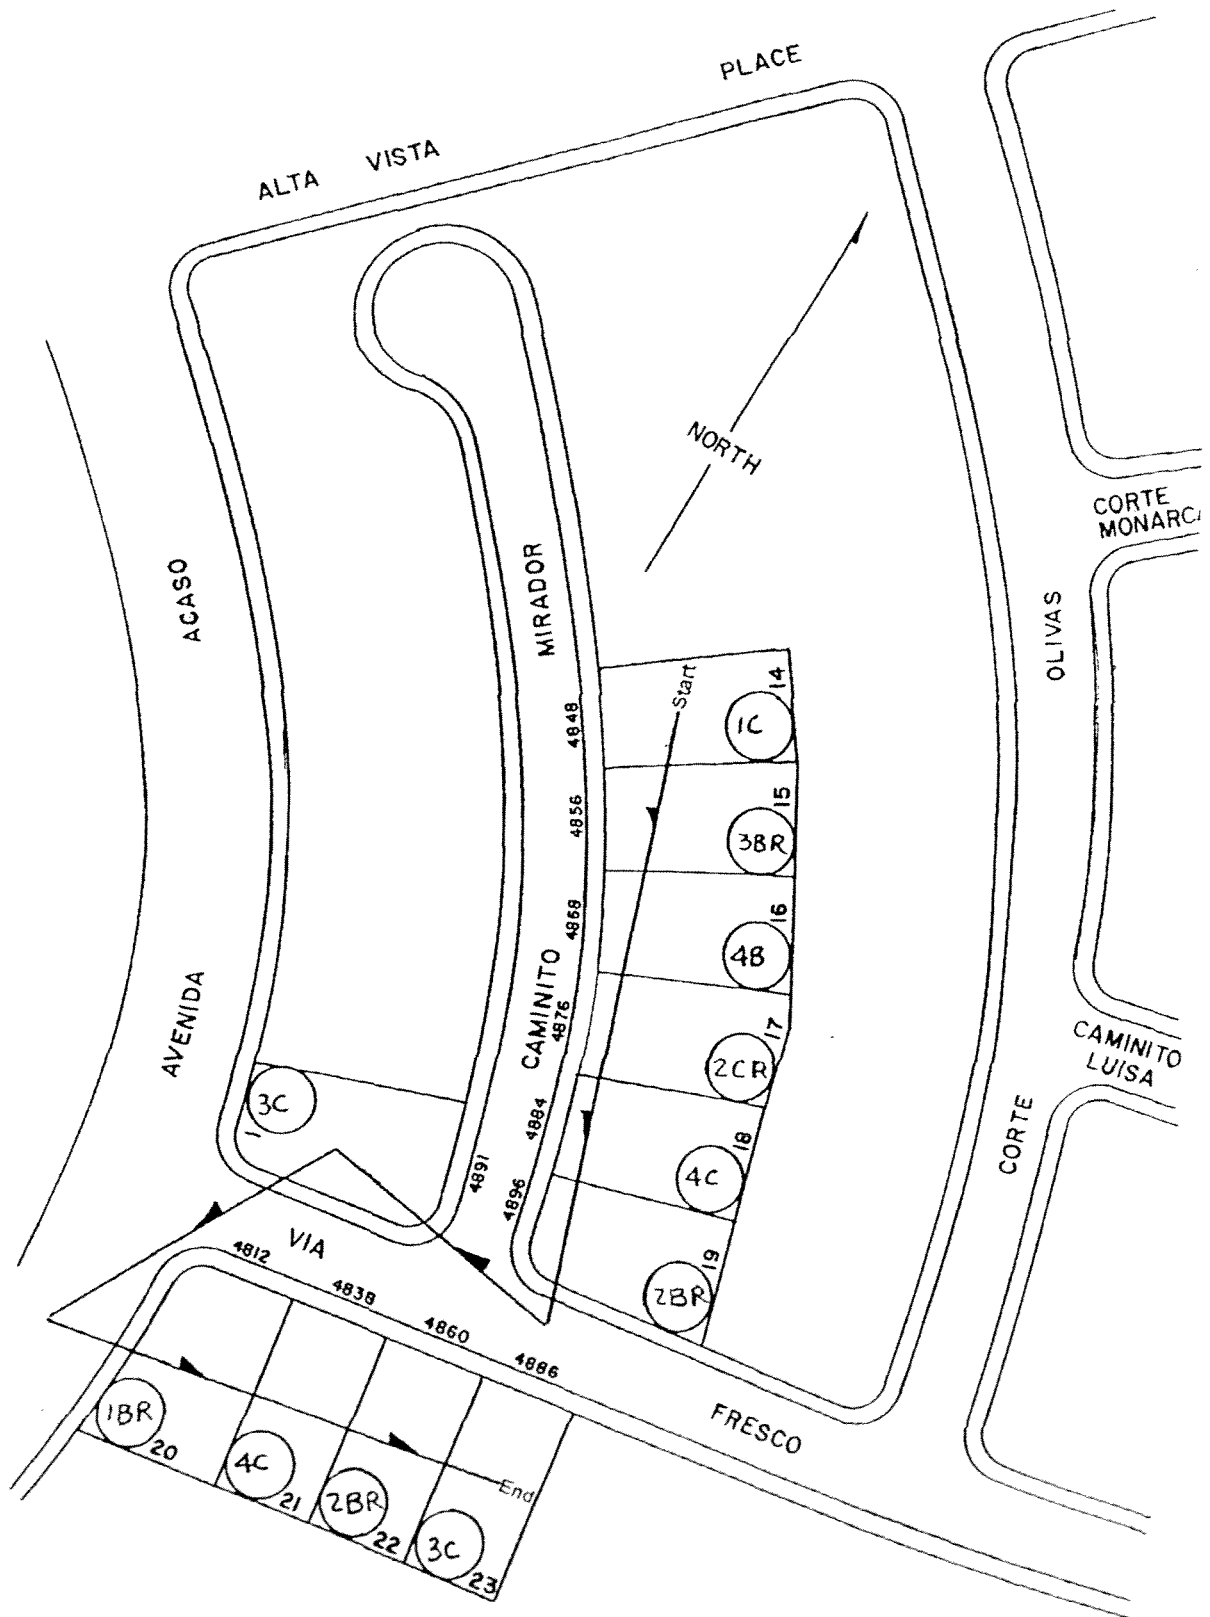 PLACE
ALTA VISTA
NORTH
CORTE
MONARCA
ACASO
MIRADOR
OLIVAS
Start
14
1C
4848
15
3BR
4856
16
4B
4868
17
2CR
CAMINITO
4876
AVENIDA
CAMINITO
LUISA
3C
1
18
4C
4884
CORTE
4891
4896
19
2BR
VIA
4812
4838
4860
4886
FRESCO
1BR
20
4C
21
2BR
22
3C
23
End